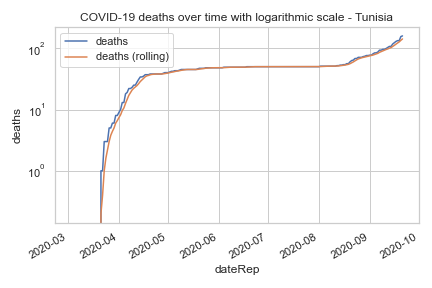 COVID-19 deaths over time with logarithmic scale - Tunisia
deaths
deaths (rolling)
10²
10¹
10⁰
deaths
2020-03
2020-04
2020-05
2020-06
2020-07
2020-08
2020-09
2020-10
dateRep